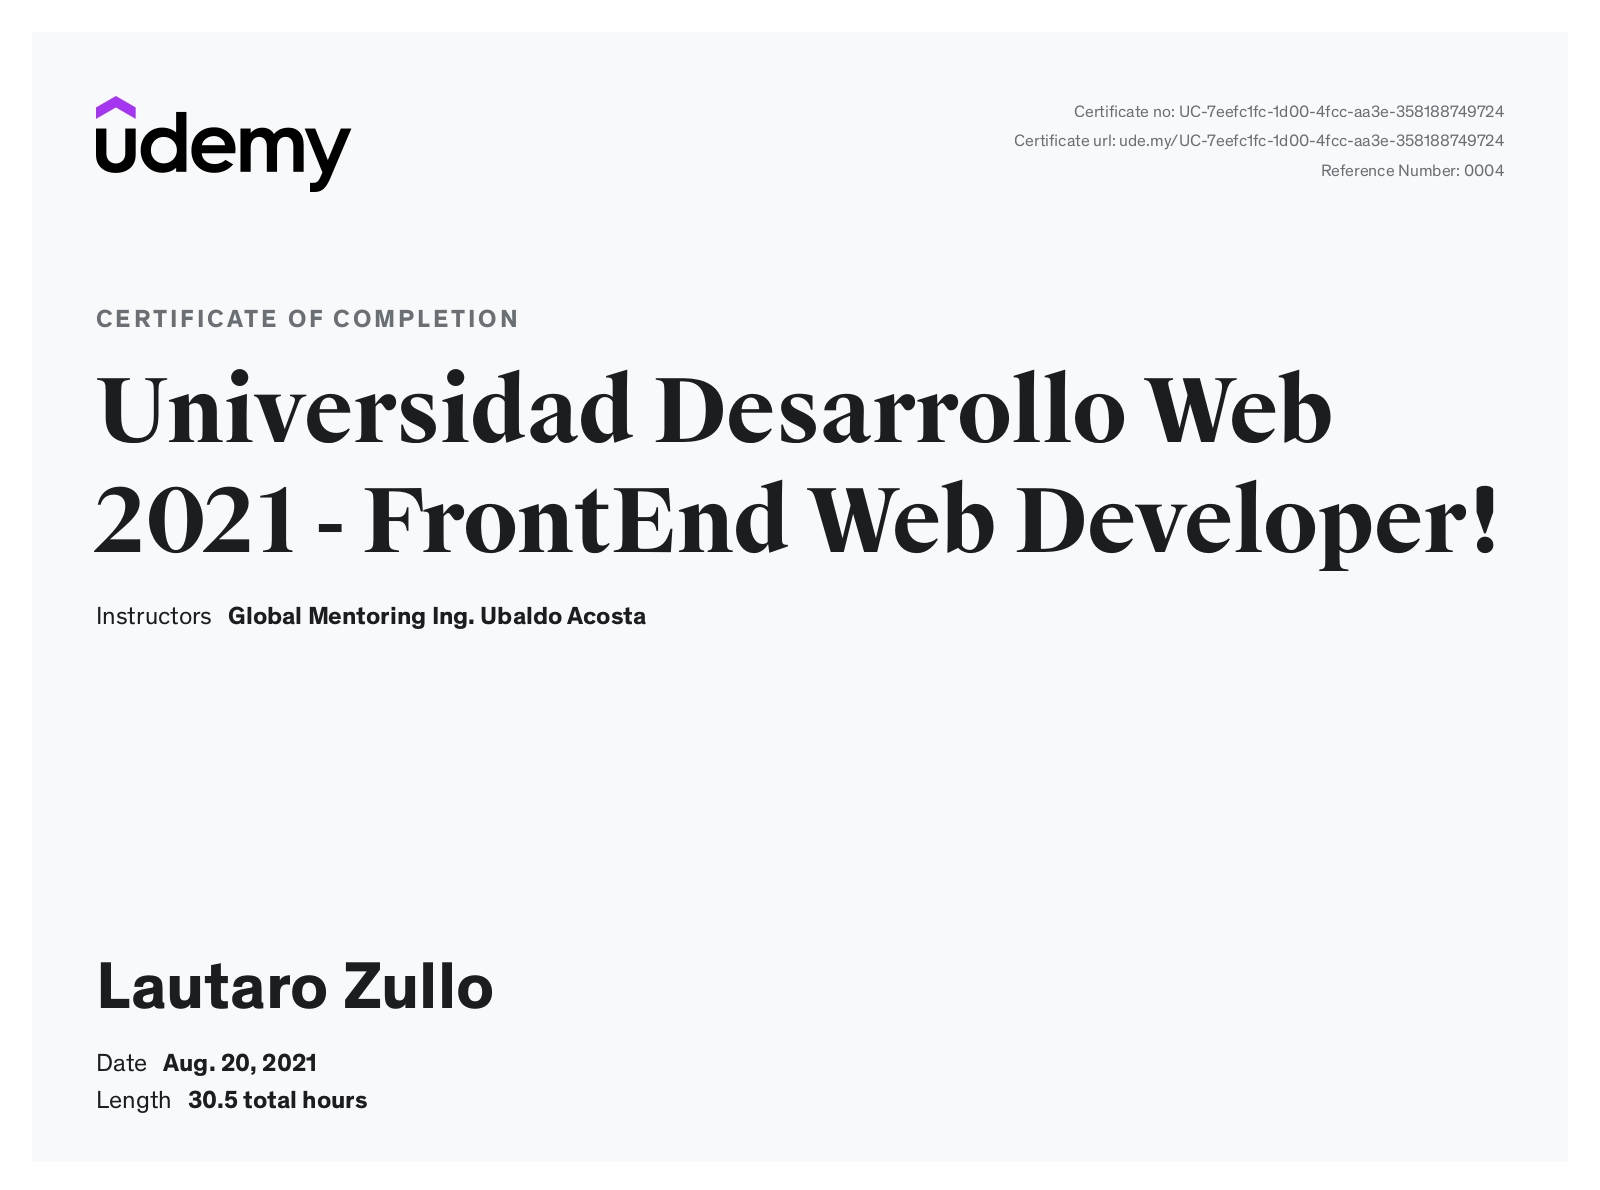 udemy
Certificate no: UC-7eefc1fc-1d00-4fcc-aa3e-358188749724
Certificate url: ude.my/UC-7eefc1fc-1d00-4fcc-aa3e-358188749724
Reference Number: 0004
CERTIFICATE OF COMPLETION
Universidad Desarrollo Web
2021 - FrontEnd Web Developer!
Instructors Global Mentoring Ing. Ubaldo Acosta
Lautaro Zullo
Date Aug. 20, 2021
Length 30.5 total hours